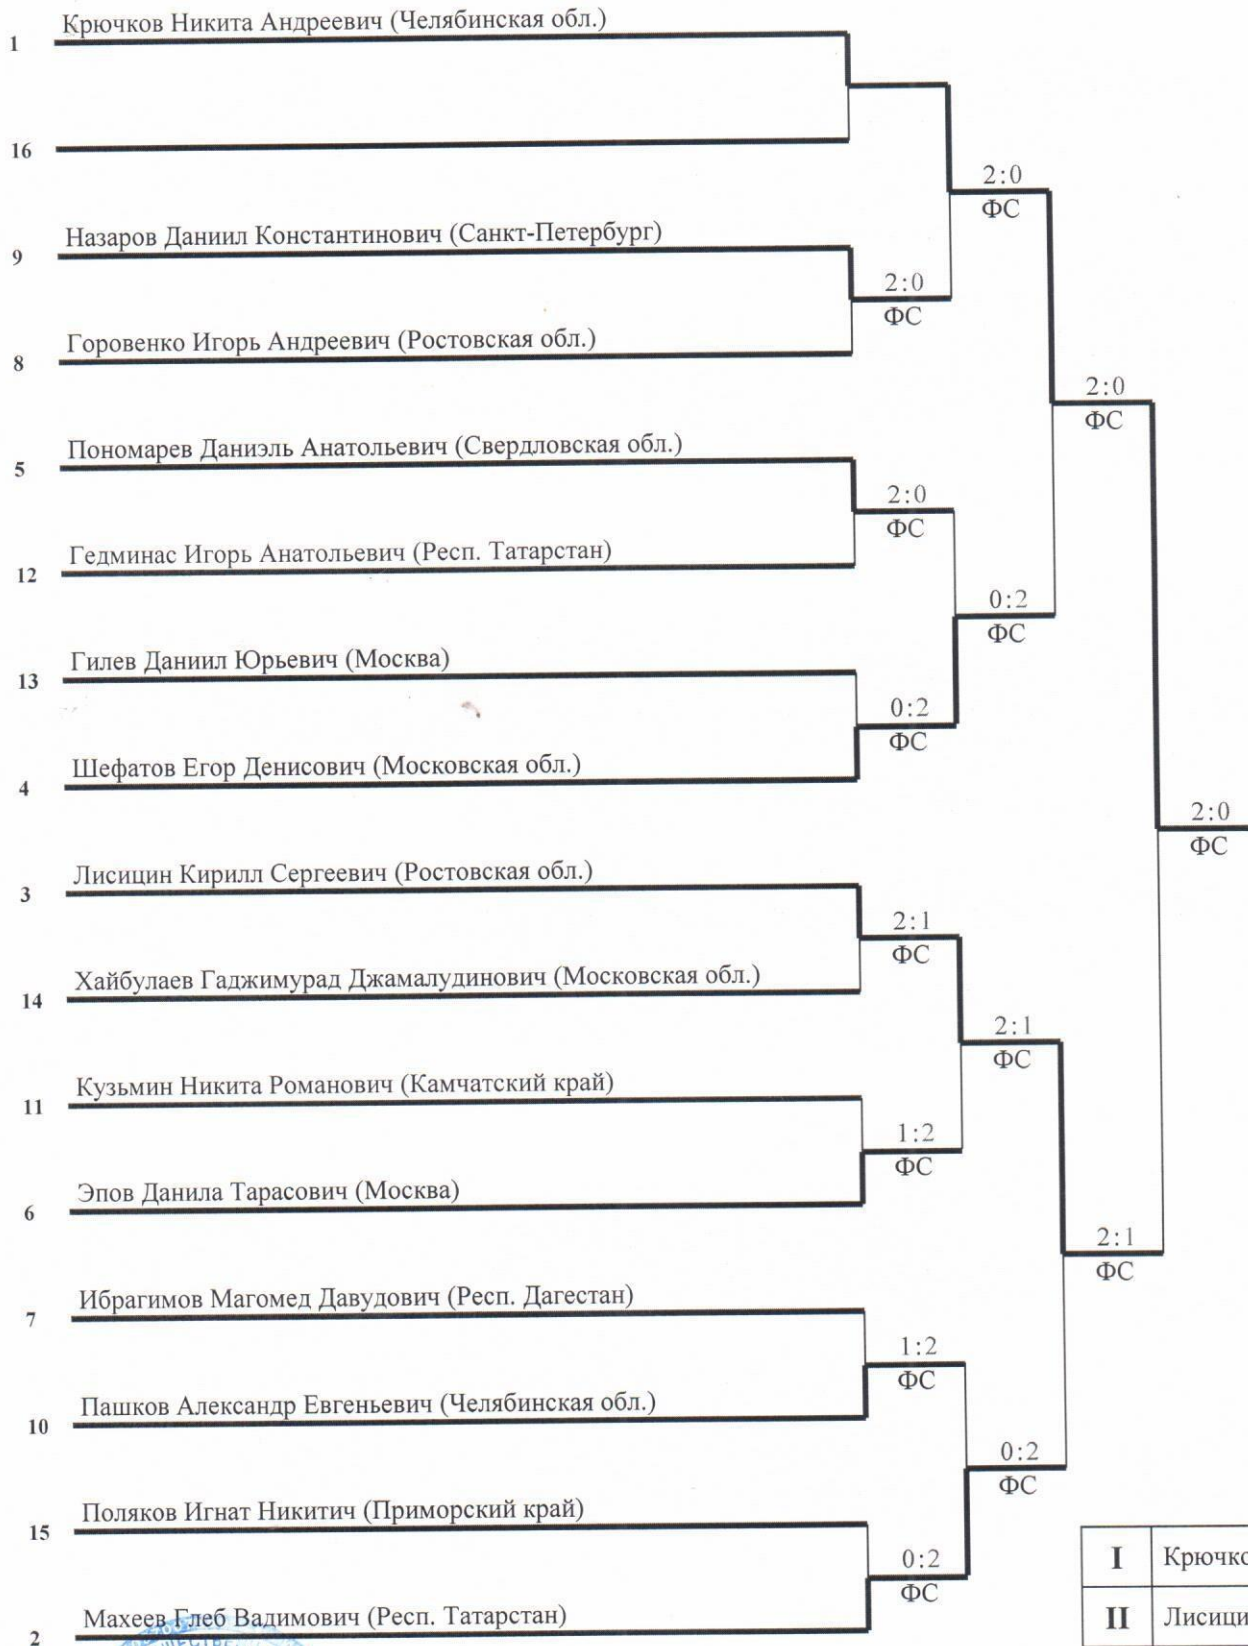 Крючков Никита Андреевич (Челябинская обл.)
1
16
2:0
ФС
Назаров Даниил Константинович (Санкт-Петербург)
9
2:0
ФС
Горовенко Игорь Андреевич (Ростовская обл.)
8
2:0
ФС
Пономарев Даниэль Анатольевич (Свердловская обл.)
5
2:0
ФС
Гедминас Игорь Анатольевич (Респ. Татарстан)
12
0:2
ФС
Гилев Даниил Юрьевич (Москва)
13
0:2
ФС
Шефатов Егор Денисович (Московская обл.)
4
2:0
ФС
Лисицин Кирилл Сергеевич (Ростовская обл.)
3
2:1
ФС
Хайбулаев Гаджимурад Джамалудинович (Московская обл.)
14
2:1
ФС
Кузьмин Никита Романович (Камчатский край)
11
1:2
ФС
Эпов Данила Тарасович (Москва)
6
2:1
ФС
Ибрагимов Магомед Давудович (Респ. Дагестан)
7
1:2
ФС
Пашков Александр Евгеньевич (Челябинская обл.)
10
0:2
ФС
Поляков Игнат Никитич (Приморский край)
15
0:2
ФС
I Крючко
Махеев Глеб Вадимович (Респ. Татарстан)
2
II Лисици